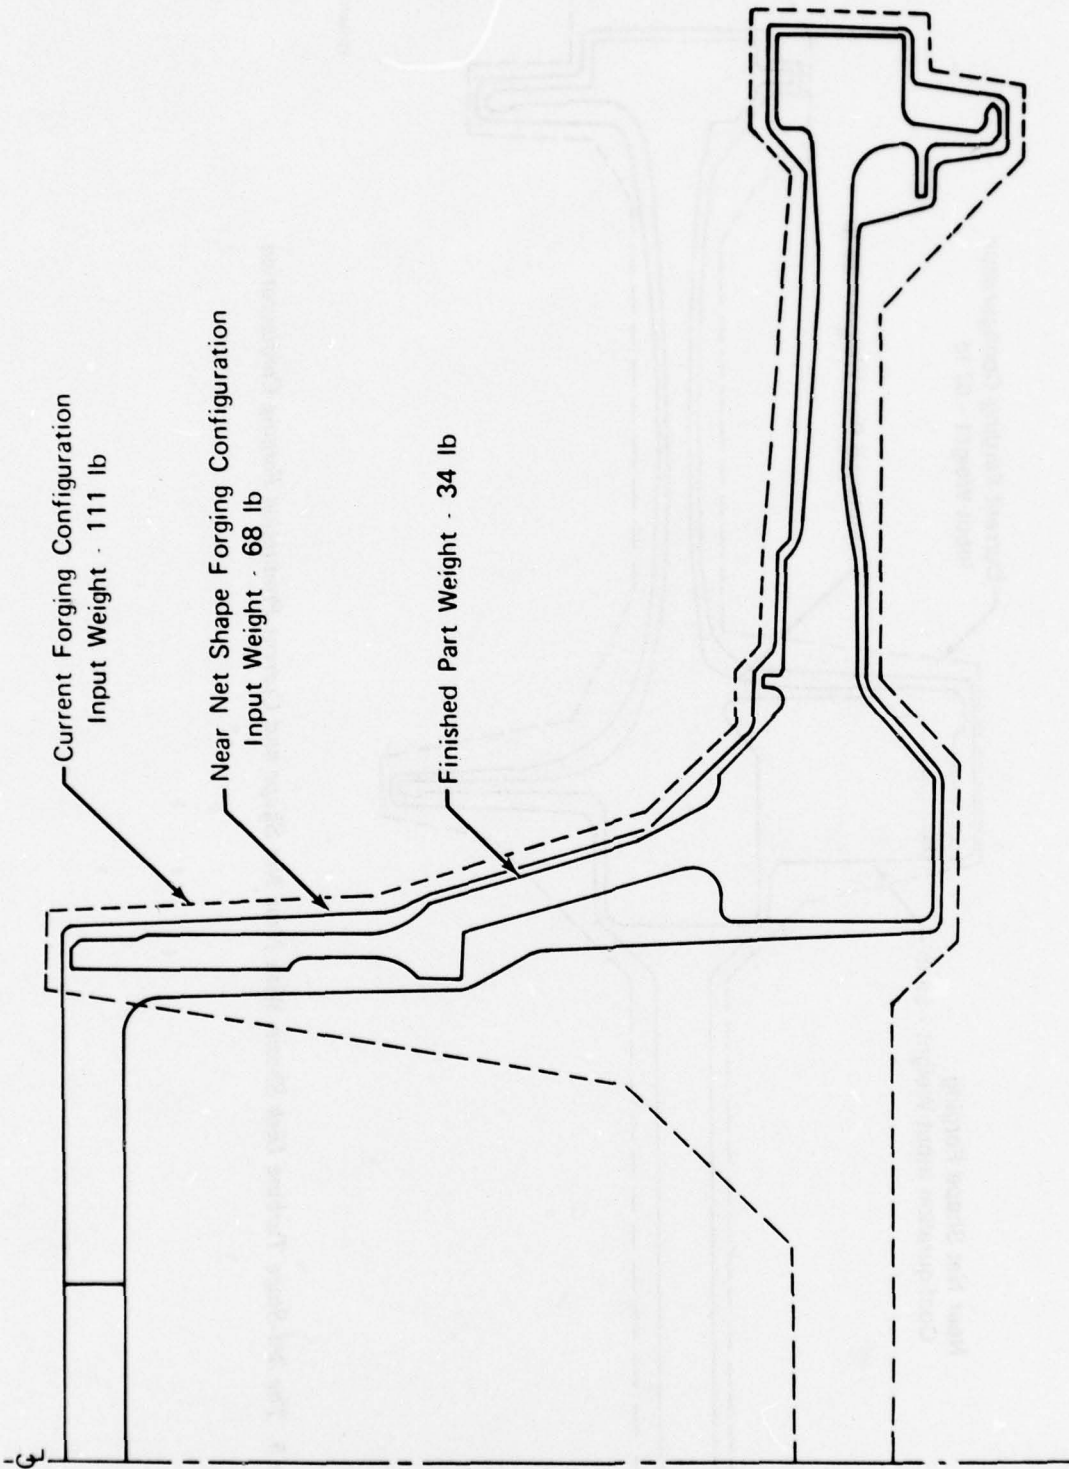 Current Forging Configuration
Input Weight - 111 lb
Near Net Shape Forging Configuration
Input Weight - 68 lb
Finished Part Weight - 34 lb